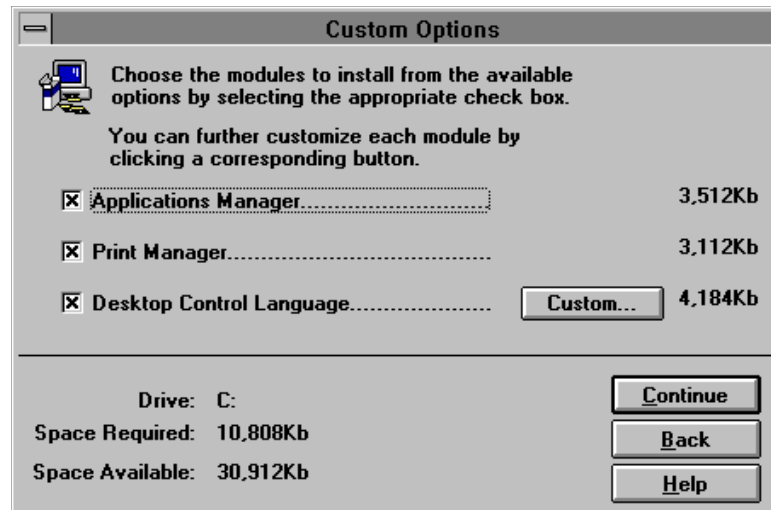 Custom Options
Choose the modules to install from the available
options by selecting the appropriate check box.
You can further customize each module by
clicking a corresponding button.
Applications Manager........................................ 3,512Kb
Print Manager........................................................ 3,112Kb
Desktop Control Language.............................. Custom... 4,184Kb
Drive: C:
Space Required: 10,808Kb
Space Available: 30,912Kb
Continue
Back
Help